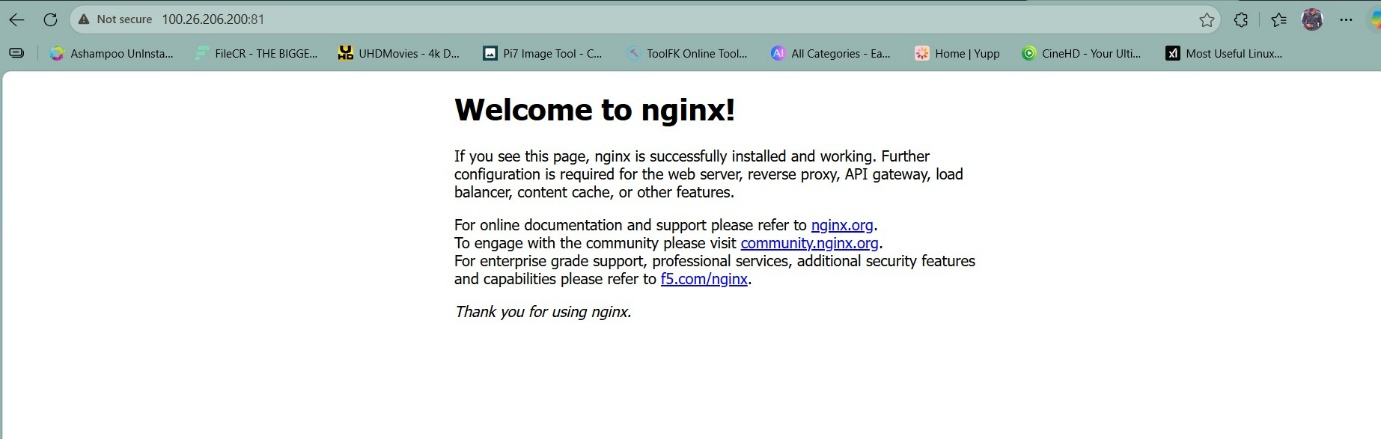 Not secure 100.26.206.200:81
Ashampoo UnInsta... FileCR - THE BIGGE... UHDMovies - 4k D... Pi7 Image Tool - C... ToolFK Online Tool... All Categories - Ea... Home | Yupp CineHD - Your Ulti... Most Useful Linux...
Welcome to nginx!
If you see this page, nginx is successfully installed and working. Further
configuration is required for the web server, reverse proxy, API gateway, load
balancer, content cache, or other features.
For online documentation and support please refer to nginx.org.
To engage with the community please visit community.nginx.org.
For enterprise grade support, professional services, additional security features
and capabilities please refer to f5.com/nginx.
Thank you for using nginx.